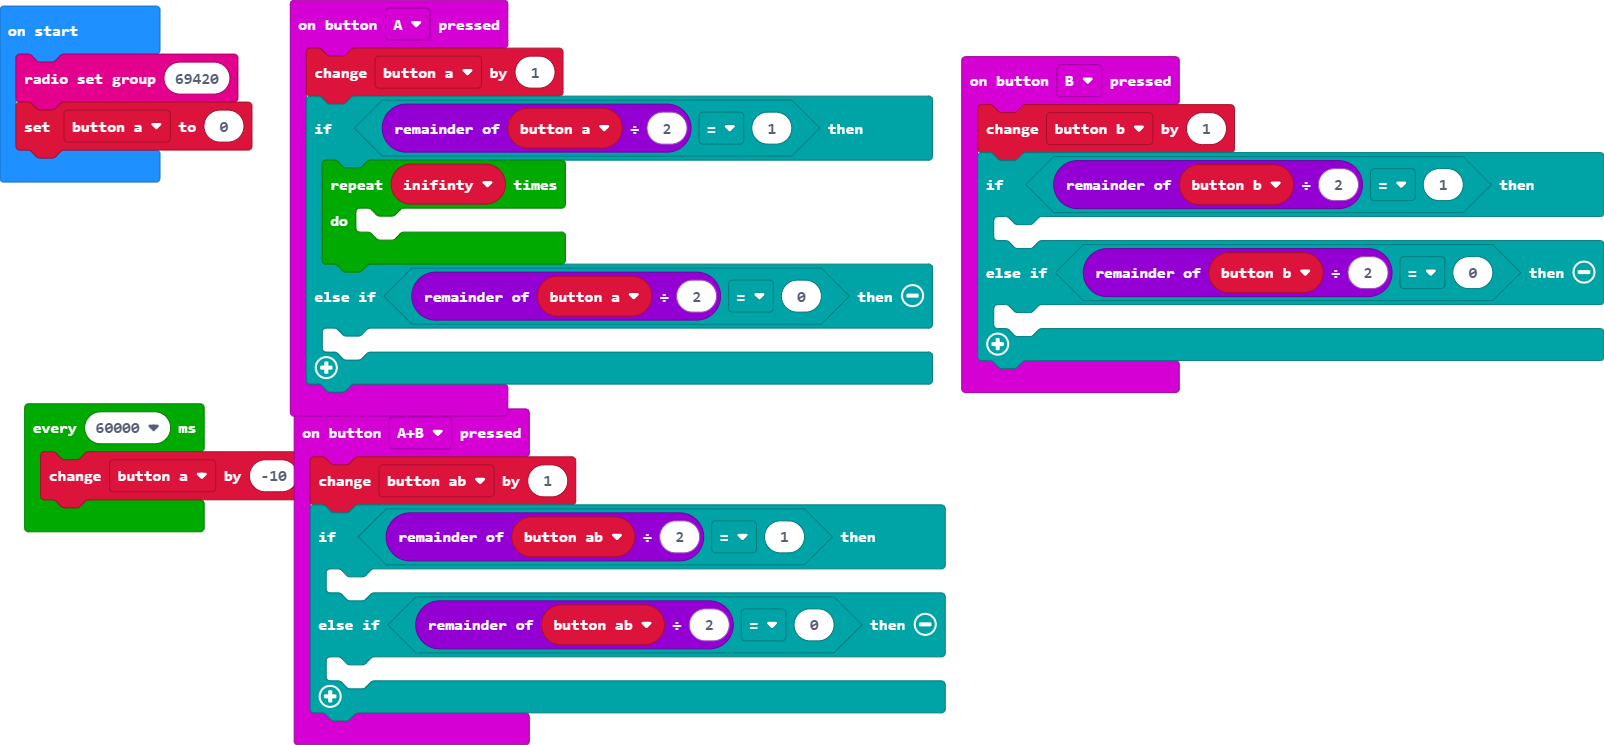 on start
radio set group 69420
set button a to 0
on button A pressed
change button a by 1
if remainder of button a ÷ 2 = 1 then
repeat inifinty times
do
else if remainder of button a ÷ 2 = 0 then
on button B pressed
change button b by 1
if remainder of button b ÷ 2 = 1 then
else if remainder of button b ÷ 2 = 0 then
every 60000 ms
change button a by -10
on button A+B pressed
change button ab by 1
if remainder of button ab ÷ 2 = 1 then
else if remainder of button ab ÷ 2 = 0 then